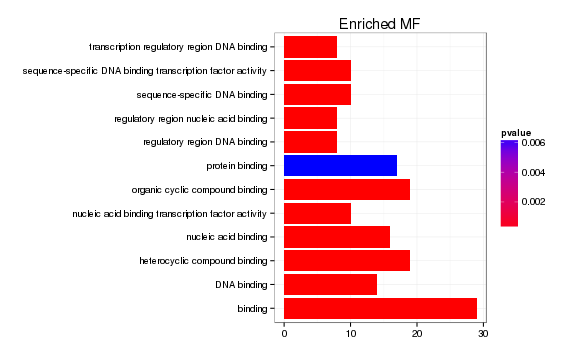 Enriched MF
transcription regulatory region DNA binding
sequence-specific DNA binding transcription factor activity
sequence-specific DNA binding
regulatory region nucleic acid binding
regulatory region DNA binding
protein binding
organic cyclic compound binding
nucleic acid binding transcription factor activity
nucleic acid binding
heterocyclic compound binding
DNA binding
binding
0 10 20 30
pvalue
0.006
0.004
0.002